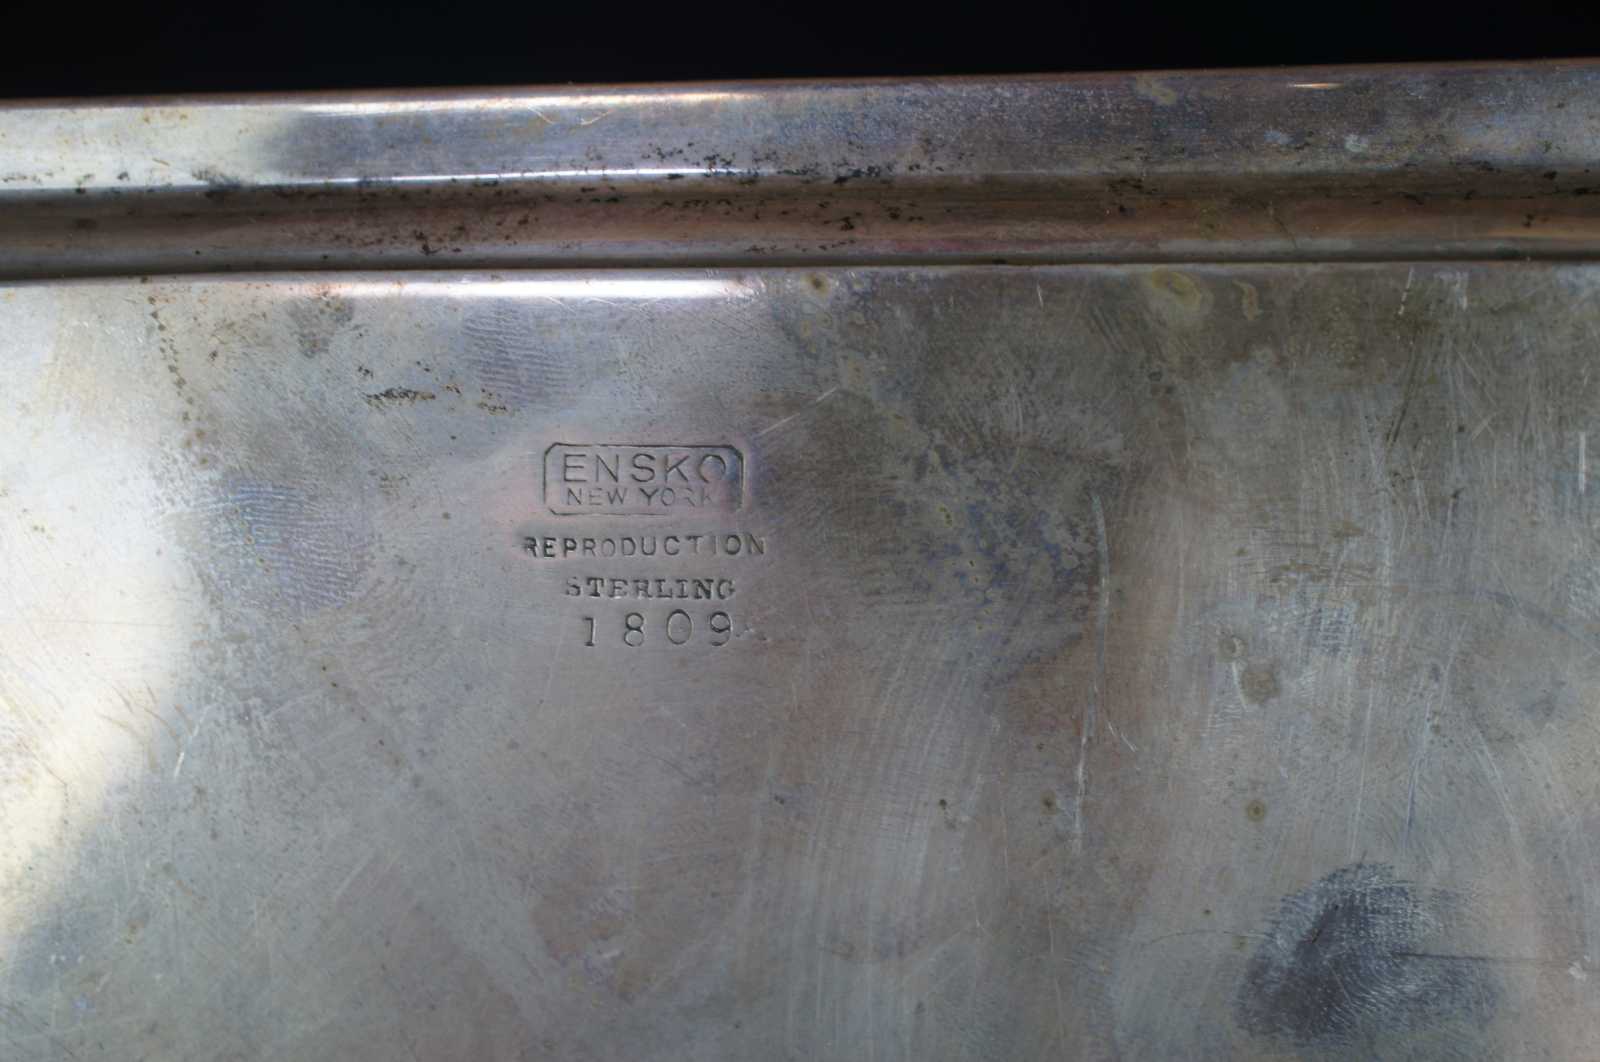 ENSKO
NEW YORK
REPRODUCTION
STERLING
1809